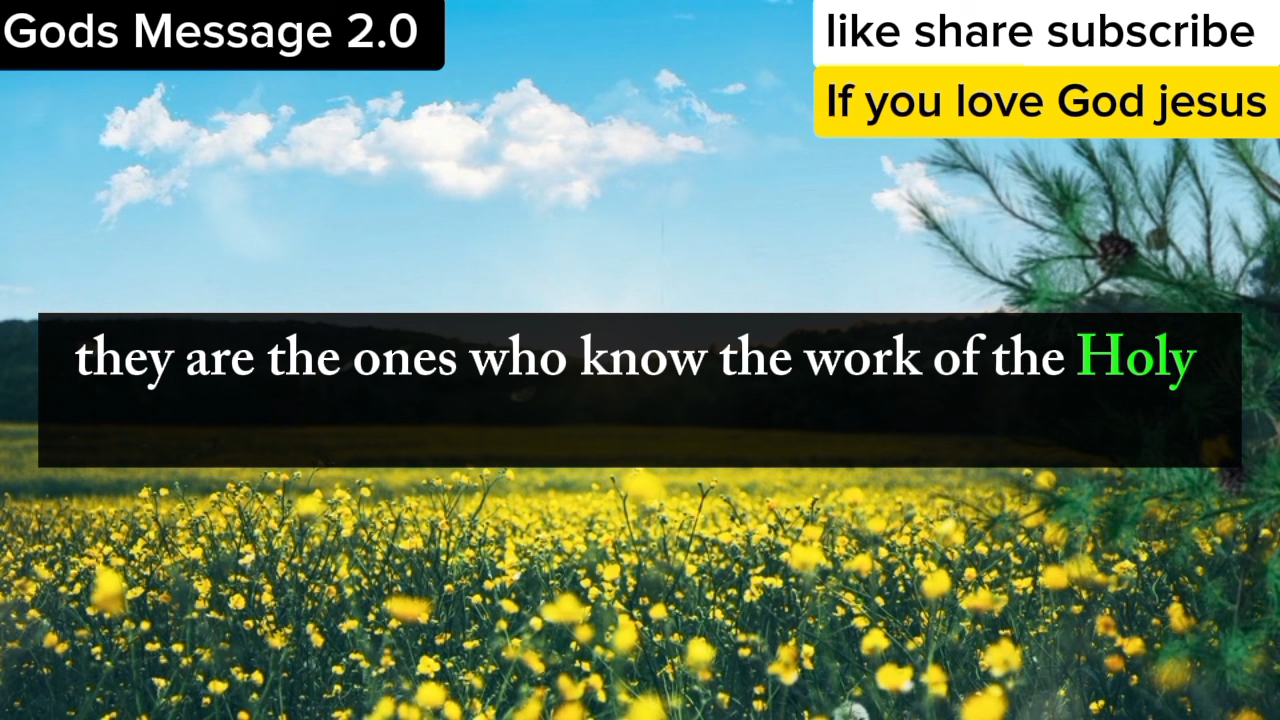 Gods Message 2.0
like share subscribe
If you love God jesus
they are the ones who know the work of the Holy